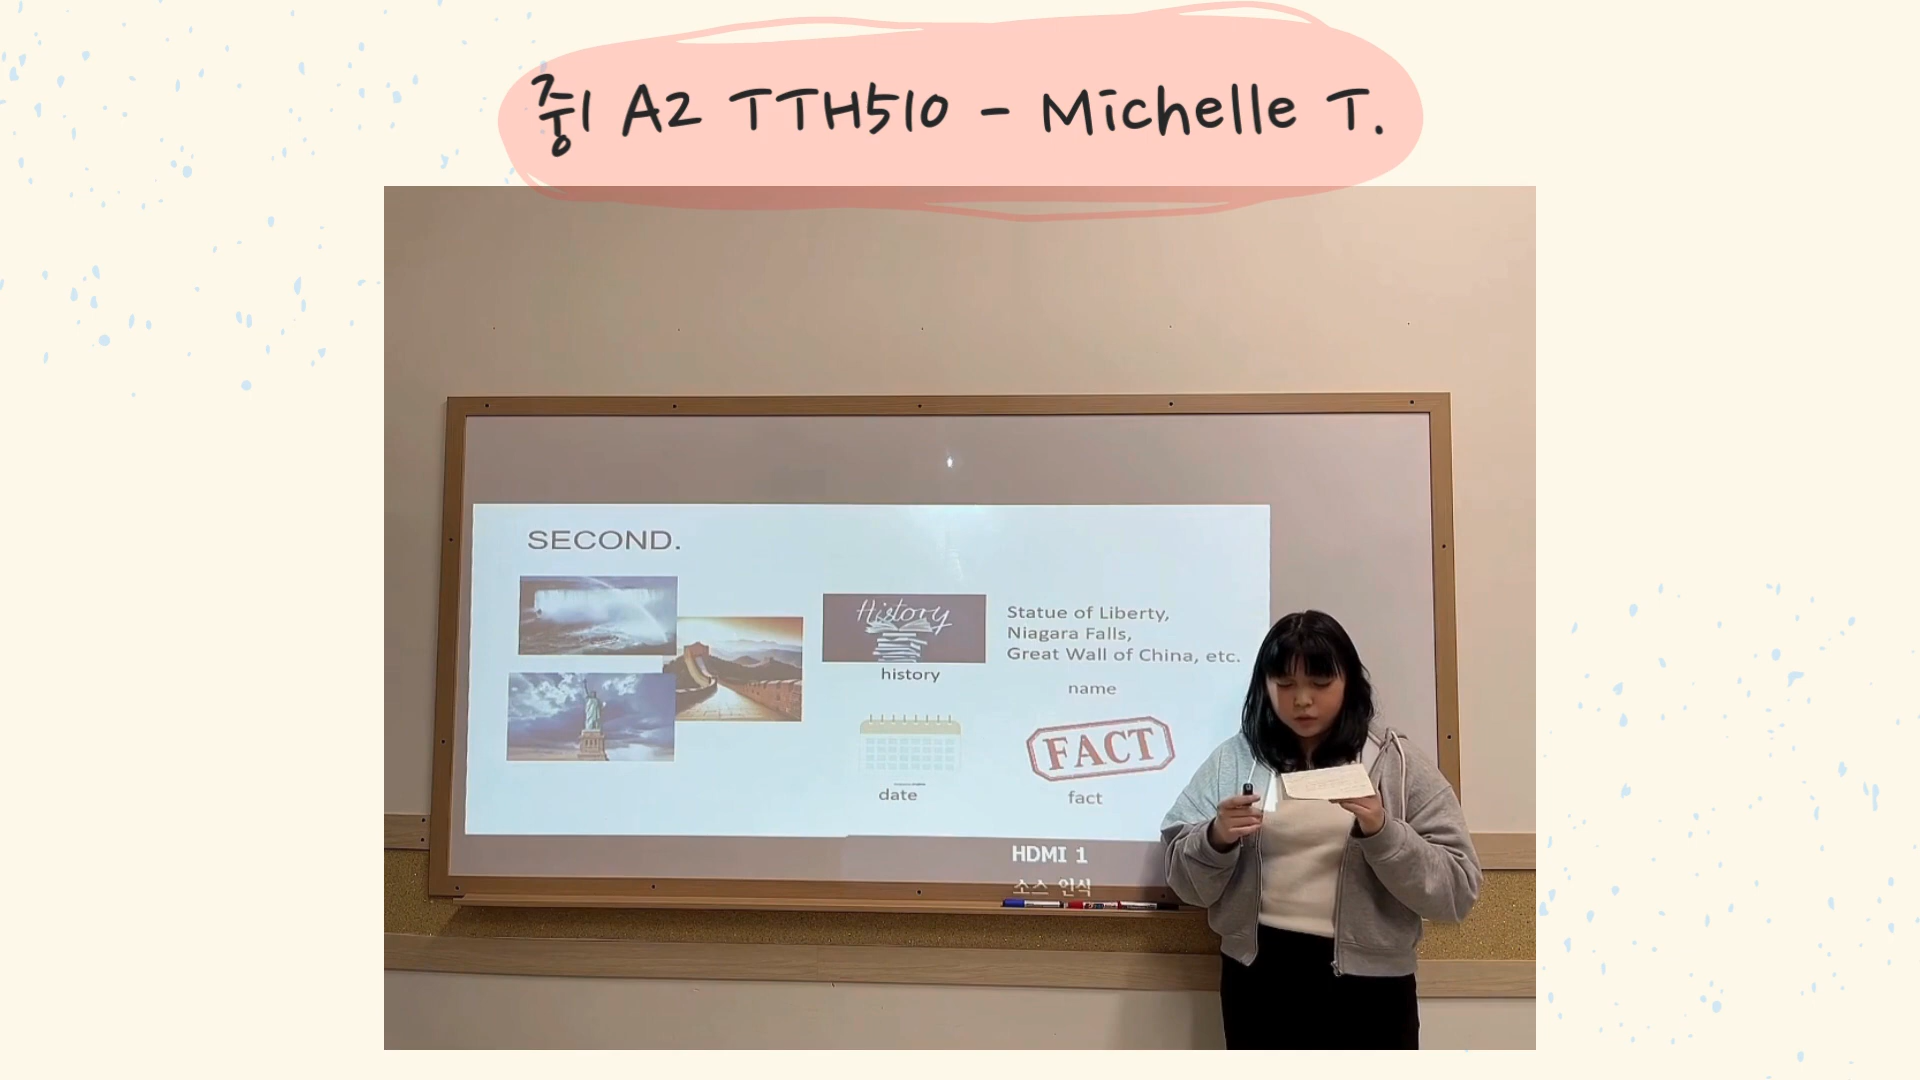 중1 A2 TTH510 - Michelle T.
SECOND.
History
history
Statue of Liberty,
Niagara Falls,
Great Wall of China, etc.
name
date
FACT
fact
HDMI 1
소스 인식